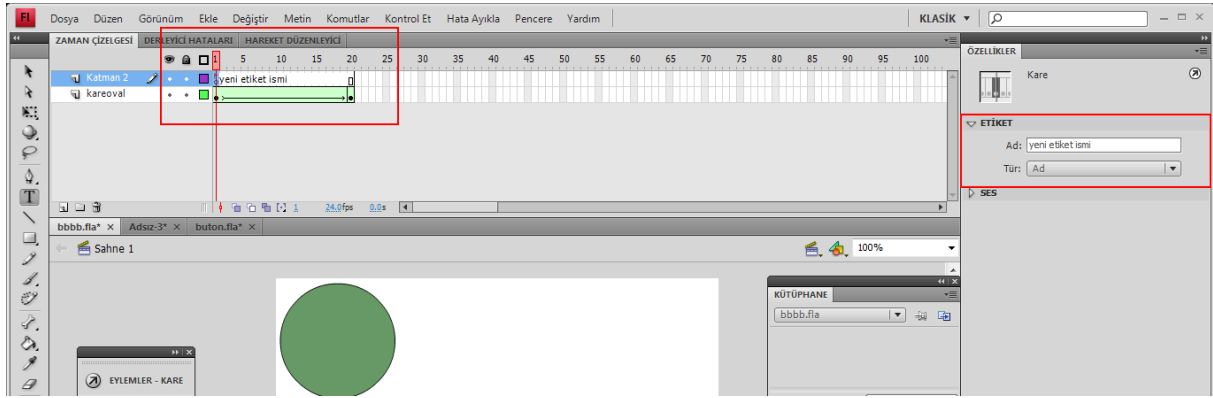 FL Dosya Düzen Görünüm Ekle Değiştir Metin Komutlar Kontrol Et Hata Ayıkla Pencere Yardım KLASİK
ZAMAN ÇİZELGESİ DERLEYİCİ HATALARI HAREKET DÜZENLEYİCİ
1 5 10 15 20 25 30 35 40 45 50 55 60 65 70 75 80 85 90 95 100
Katman 2 yeni etiket ismi
kareoval
1 24.0fps 0.0s
bbbb.fla* × Adsız-3* × buton.fla* ×
Sahne 1 100%
EYLEMLER - KARE
KÜTÜPHANE
bbbb.fla
ÖZELLİKLER
Kare
ETİKET
Ad: yeni etiket ismi
Tür: Ad
SES